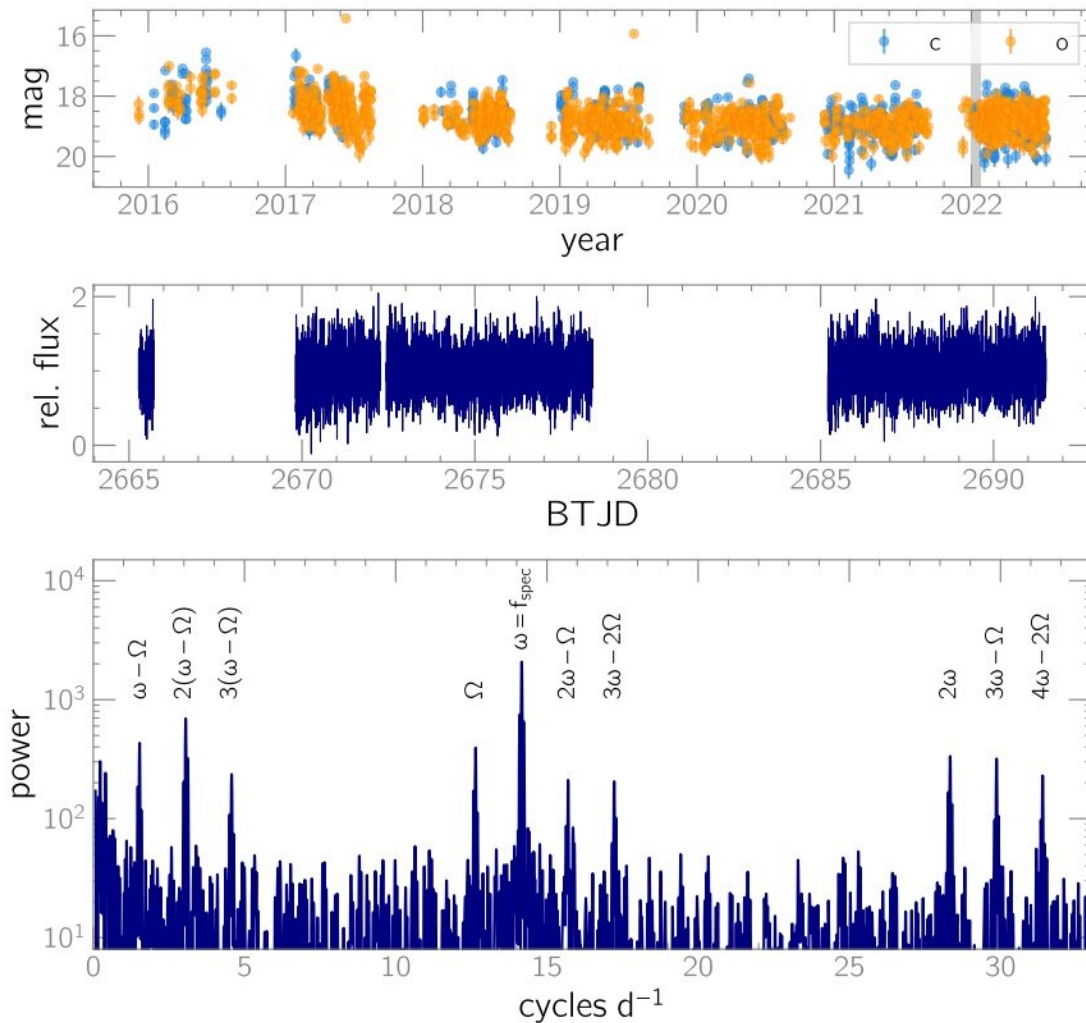 c o
16
18
20
mag
2016 2017 2018 2019 2020 2021 2022
year
2
0
rel. flux
2665 2670 2675 2680 2685 2690
BTJD
10⁴
10³
10²
10¹
power
ω − Ω
2(ω − Ω)
3(ω − Ω)
Ω
ω = f_spec
2ω − Ω
3ω − 2Ω
2ω
3ω − Ω
4ω − 2Ω
0 5 10 15 20 25 30
cycles d⁻¹